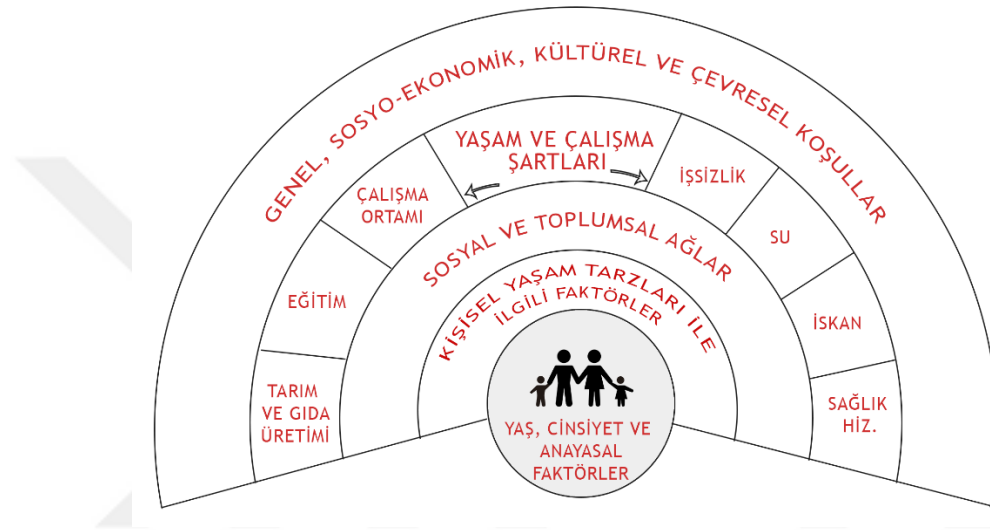 GENEL, SOSYO-EKONOMİK, KÜLTÜREL VE ÇEVRESEL KOŞULLAR
YAŞAM VE ÇALIŞMA
ŞARTLARI
TARIM
VE GIDA
ÜRETİMİ
EĞİTİM
ÇALIŞMA
ORTAMI
İŞSİZLİK
SU
İSKAN
SAĞLIK
HİZ.
SOSYAL VE TOPLUMSAL AĞLAR
KİŞİSEL YAŞAM TARZLARI İLE
İLGİLİ FAKTÖRLER
YAŞ, CİNSİYET VE
ANAYASAL
FAKTÖRLER